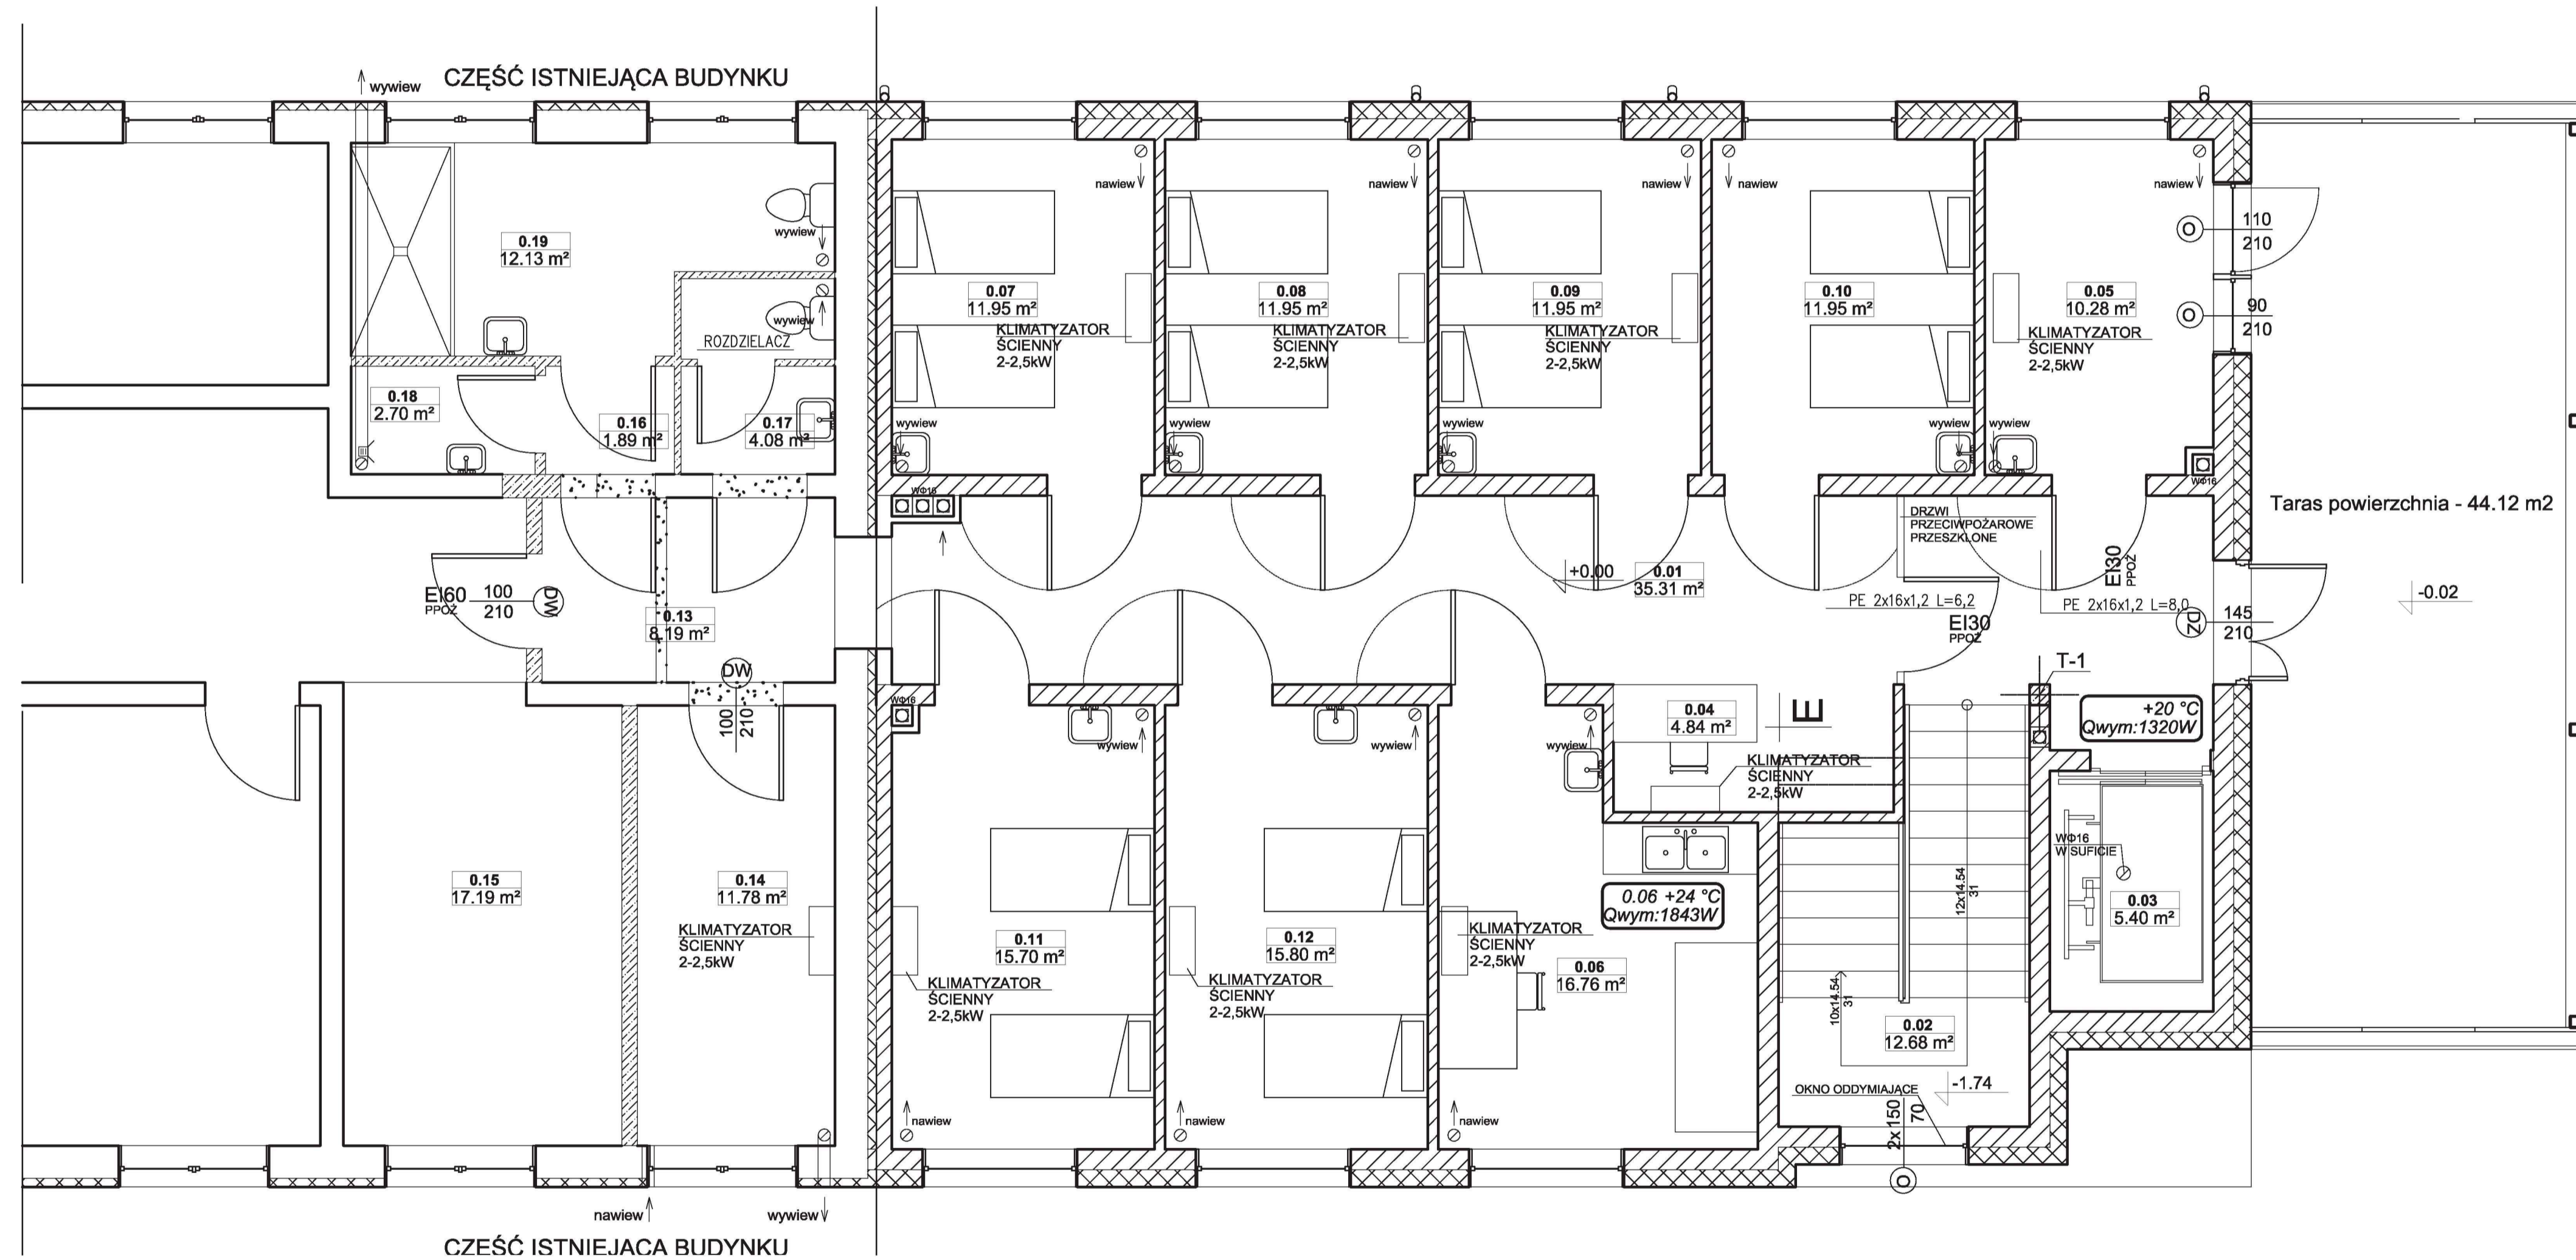 CZĘŚĆ ISTNIEJĄCA BUDYNKU
wywiew
0.19
12.13 m²
wywiew
wywiew
ROZDZIELACZ
0.18
2.70 m²
0.16
1.89 m²
0.17
4.08 m²
nawiew
0.07
11.95 m²
KLIMATYZATOR
ŚCIENNY
2-2,5kW
wywiew
nawiew
0.08
11.95 m²
KLIMATYZATOR
ŚCIENNY
2-2,5kW
wywiew
nawiew
0.09
11.95 m²
KLIMATYZATOR
ŚCIENNY
2-2,5kW
wywiew
nawiew
0.10
11.95 m²
wywiew
nawiew
0.05
10.28 m²
KLIMATYZATOR
ŚCIENNY
2-2,5kW
wywiew
O
110
210
O
90
210
WΦ16
WΦ16
Taras powierzchnia - 44.12 m2
-0.02
EI60
PPOŻ
100
210
DW
0.13
8.19 m²
DW
100
210
+0.00
0.01
35.31 m²
DRZWI
PRZECIWPOŻAROWE
PRZESZKLONE
PE 2x16x1,2 L=6,2
EI30
PPOŻ
EI30
PPOŻ
PE 2x16x1,2 L=8,0
DZ
145
210
T-1
+20 °C
Qwym:1320W
WΦ16
wywiew
wywiew
wywiew
0.04
4.84 m²
E
KLIMATYZATOR
ŚCIENNY
2-2,5kW
0.15
17.19 m²
0.14
11.78 m²
KLIMATYZATOR
ŚCIENNY
2-2,5kW
0.11
15.70 m²
KLIMATYZATOR
ŚCIENNY
2-2,5kW
nawiew
0.12
15.80 m²
KLIMATYZATOR
ŚCIENNY
2-2,5kW
nawiew
0.06 +24 °C
Qwym:1843W
KLIMATYZATOR
ŚCIENNY
2-2,5kW
0.06
16.76 m²
nawiew
12x14.54
31
10x14.54
31
0.02
12.68 m²
-1.74
OKNO ODDYMIAJĄCE
2x150
70
O
WΦ16
W SUFICIE
0.03
5.40 m²
nawiew
wywiew
CZĘŚĆ ISTNIEJĄCA BUDYNKU